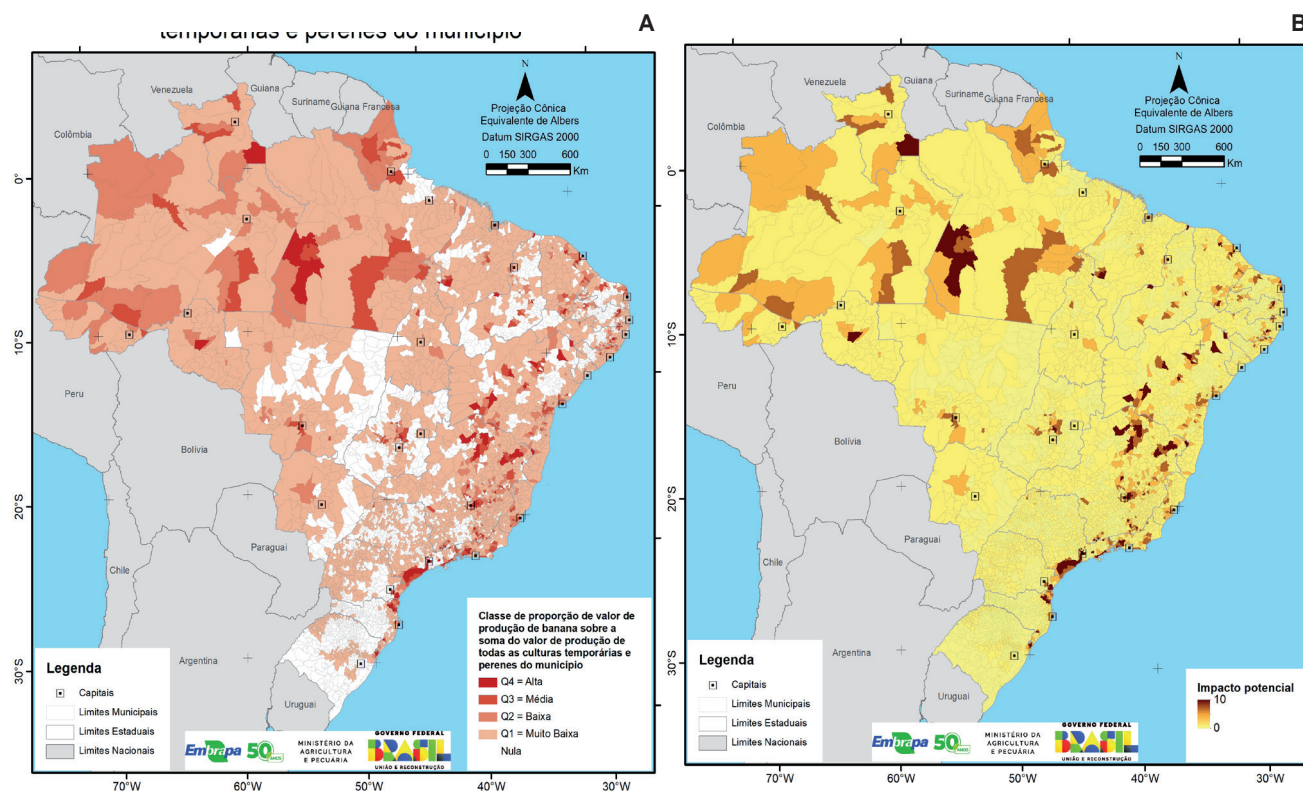 A
temporárias e perenes do município
N
Projeção Cônica
Equivalente de Albers
Datum SIRGAS 2000
0 150 300 600
Km
Venezuela
Guiana
Suriname
Guiana Francesa
Colômbia
Peru
Bolívia
Paraguai
Chile
Argentina
Uruguai
0°
10°S
20°S
30°S
70°W
60°W
50°W
40°W
30°W
Legenda
Capitais
Limites Municipais
Limites Estaduais
Limites Nacionais
Classe de proporção de valor de
produção de banana sobre a
soma do valor de produção de
todas as culturas temporárias e
perenes do município
Q4 = Alta
Q3 = Média
Q2 = Baixa
Q1 = Muito Baixa
Nula
Embrapa 50 ANOS
MINISTÉRIO DA
AGRICULTURA
E PECUÁRIA
GOVERNO FEDERAL
BRASIL
UNIÃO E RECONSTRUÇÃO
B
N
Projeção Cônica
Equivalente de Albers
Datum SIRGAS 2000
0 150 300 600
Km
Venezuela
Guiana
Suriname
Guiana Francesa
Colômbia
Peru
Bolívia
Paraguai
Chile
Argentina
Uruguai
0°
10°S
20°S
30°S
70°W
60°W
50°W
40°W
30°W
Legenda
Capitais
Limites Municipais
Limites Estaduais
Limites Nacionais
Impacto potencial
10
0
Embrapa 50 ANOS
MINISTÉRIO DA
AGRICULTURA
E PECUÁRIA
GOVERNO FEDERAL
BRASIL
UNIÃO E RECONSTRUÇÃO